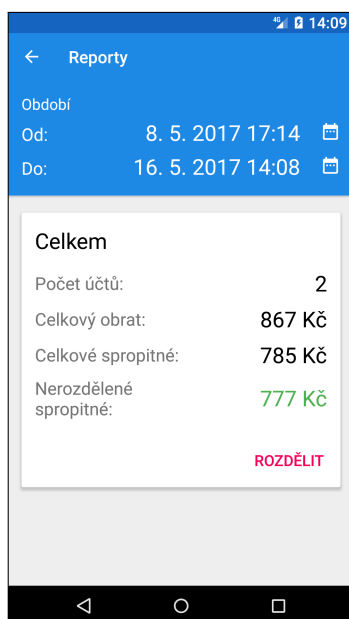 4G 14:09
Reporty
Období
Od: 8. 5. 2017 17:14
Do: 16. 5. 2017 14:08
Celkem
Počet účtů: 2
Celkový obrat: 867 Kč
Celkové spropitné: 785 Kč
Nerozdělené
spropitné: 777 Kč
ROZDĚLIT